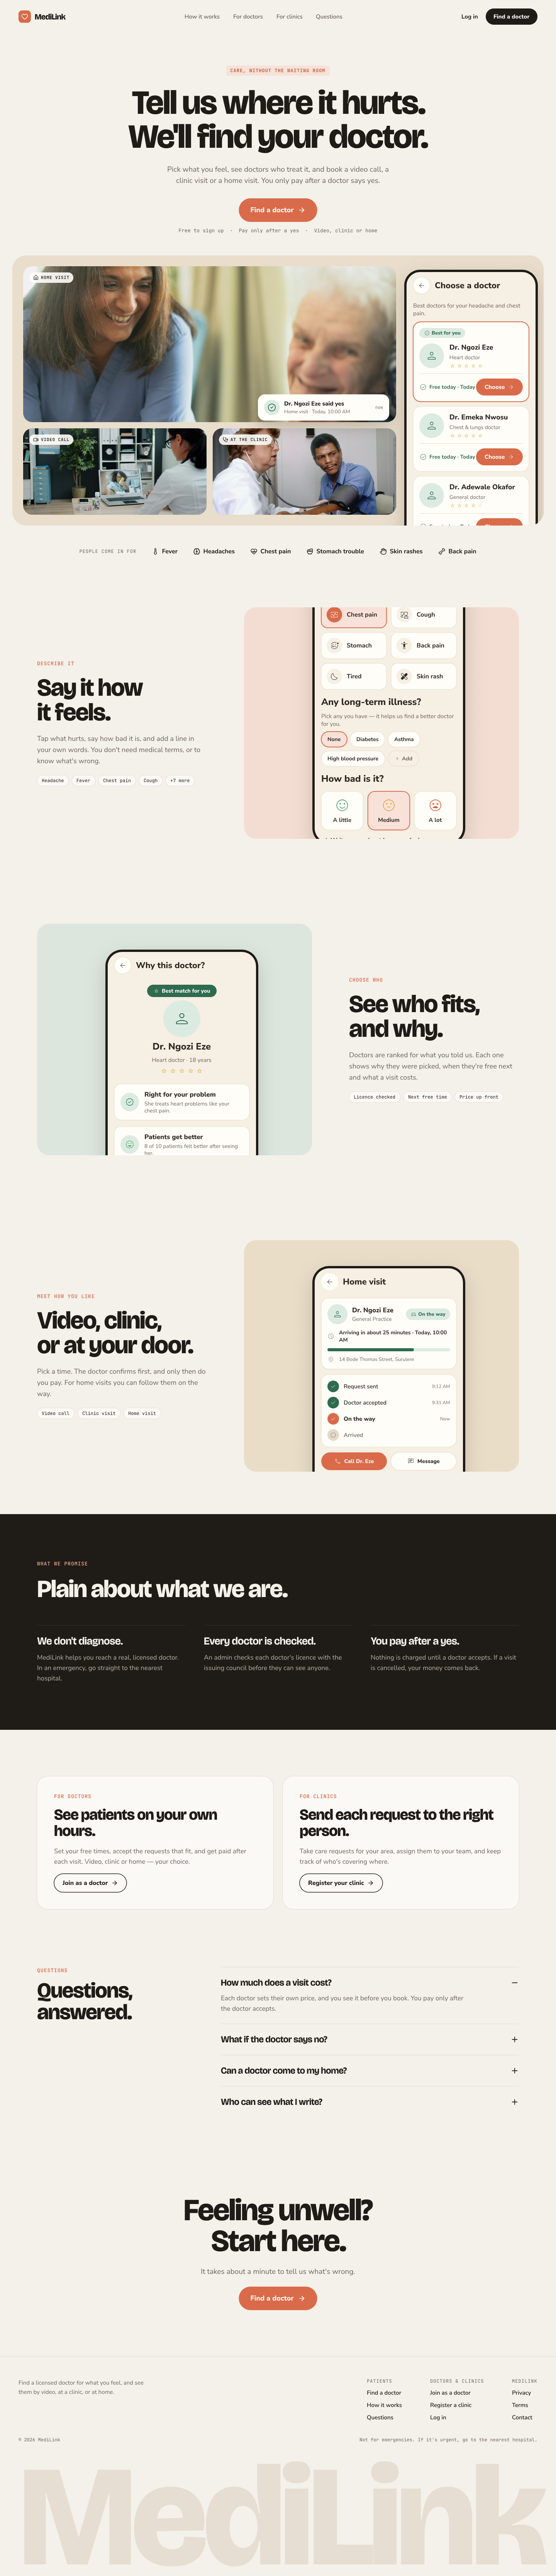 MediLink
How it works
For doctors
For clinics
Questions
Log in
Find a doctor
CARE, WITHOUT THE WAITING ROOM
Tell us where it hurts.
We'll find your doctor.
Pick what you feel, see doctors who treat it, and book a video call, a
clinic visit or a home visit. You only pay after a doctor says yes.
Find a doctor
Free to sign up · Pay only after a yes · Video, clinic or home
HOME VISIT
Dr. Ngozi Eze said yes
Home visit · Today, 10:00 AM
now
VIDEO CALL
AT THE CLINIC
Choose a doctor
Best doctors for your headache and chest
pain.
Best for you
Dr. Ngozi Eze
Heart doctor
Free today · Today
Choose
Dr. Emeka Nwosu
Chest & lungs doctor
Free today · Today
Choose
Dr. Adewale Okafor
General doctor
PEOPLE COME IN FOR
Fever
Headaches
Chest pain
Stomach trouble
Skin rashes
Back pain
DESCRIBE IT
Say it how
it feels.
Tap what hurts, say how bad it is, and add a line in
your own words. You don't need medical terms, or to
know what's wrong.
Headache
Fever
Chest pain
Cough
+7 more
Chest pain
Cough
Stomach
Back pain
Tired
Skin rash
Any long-term illness?
Pick any you have — it helps us find a better doctor
for you.
None
Diabetes
Asthma
High blood pressure
+ Add
How bad is it?
A little
Medium
A lot
Why this doctor?
Best match for you
Dr. Ngozi Eze
Heart doctor · 18 years
Right for your problem
She treats heart problems like your
chest pain.
Patients get better
8 of 10 patients felt better after seeing
her.
CHOOSE WHO
See who fits,
and why.
Doctors are ranked for what you told us. Each one
shows why they were picked, when they're free next
and what a visit costs.
Licence checked
Next free time
Price up front
MEET HOW YOU LIKE
Video, clinic,
or at your door.
Pick a time. The doctor confirms first, and only then do
you pay. For home visits you can follow them on the
way.
Video call
Clinic visit
Home visit
Home visit
Dr. Ngozi Eze
General Practice
On the way
Arriving in about 25 minutes · Today, 10:00
AM
14 Bode Thomas Street, Surulere
Request sent
9:12 AM
Doctor accepted
9:31 AM
On the way
Now
Arrived
Call Dr. Eze
Message
WHAT WE PROMISE
Plain about what we are.
We don't diagnose.
MediLink helps you reach a real, licensed doctor.
In an emergency, go straight to the nearest
hospital.
Every doctor is checked.
An admin checks each doctor's licence with the
issuing council before they can see anyone.
You pay after a yes.
Nothing is charged until a doctor accepts. If a visit
is cancelled, your money comes back.
FOR DOCTORS
See patients on your own
hours.
Set your free times, accept the requests that fit, and get paid after
each visit. Video, clinic or home — your choice.
Join as a doctor
FOR CLINICS
Send each request to the right
person.
Take care requests for your area, assign them to your team, and keep
track of who's covering where.
Register your clinic
QUESTIONS
Questions,
answered.
How much does a visit cost?
Each doctor sets their own price, and you see it before you book. You pay only after
the doctor accepts.
What if the doctor says no?
Can a doctor come to my home?
Who can see what I write?
Feeling unwell?
Start here.
It takes about a minute to tell us what's wrong.
Find a doctor
Find a licensed doctor for what you feel, and see
them by video, at a clinic, or at home.
PATIENTS
Find a doctor
How it works
Questions
DOCTORS & CLINICS
Join as a doctor
Register a clinic
Log in
MEDILINK
Privacy
Terms
Contact
© 2026 MediLink
Not for emergencies. If it's urgent, go to the nearest hospital.
MediLink